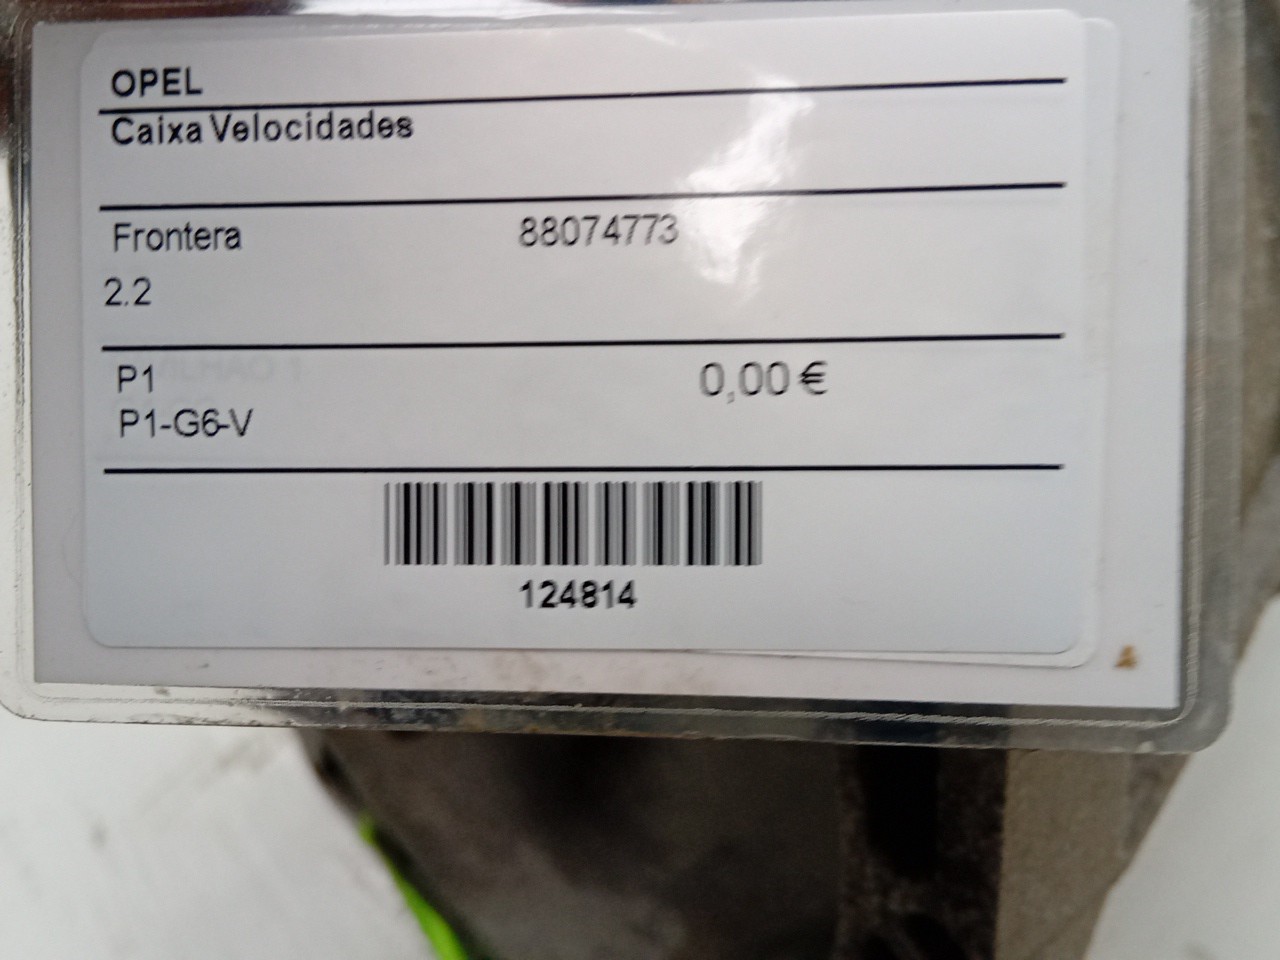 OPEL
Caixa Velocidades
Frontera 88074773
2.2
P1 0,00 €
P1-G6-V
124814